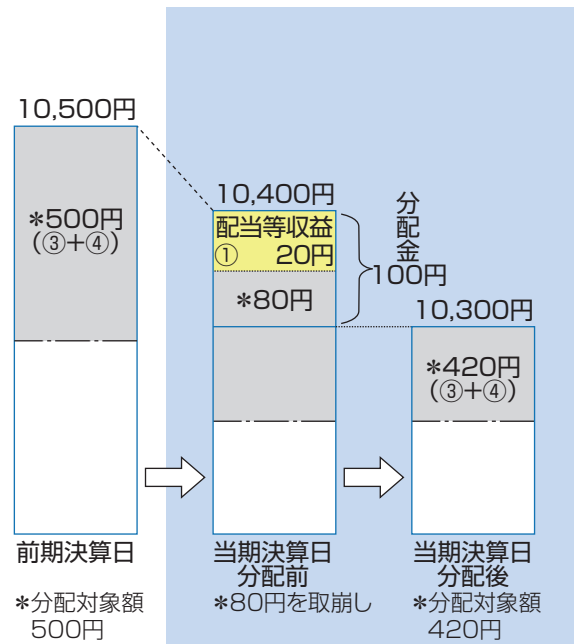 10,500円
*500円
(③+④)
前期決算日
*分配対象額
500円
10,400円
配当等収益
① 20円
*80円
分配金
100円
当期決算日
分配前
*80円を取崩し
10,300円
*420円
(③+④)
当期決算日
分配後
*分配対象額
420円